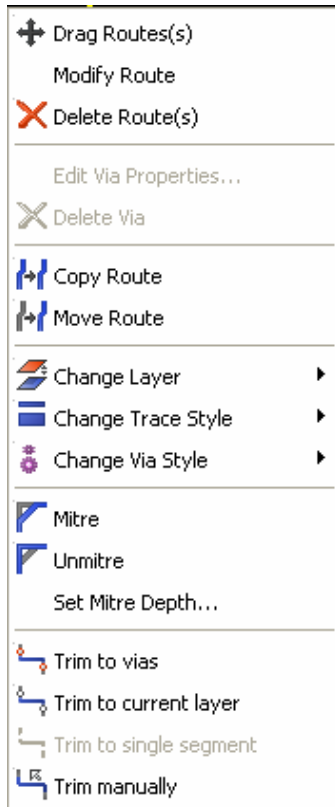 Drag Routes(s)
Modify Route
Delete Route(s)
Edit Via Properties...
Delete Via
Copy Route
Move Route
Change Layer
Change Trace Style
Change Via Style
Mitre
Unmitre
Set Mitre Depth...
Trim to vias
Trim to current layer
Trim to single segment
Trim manually